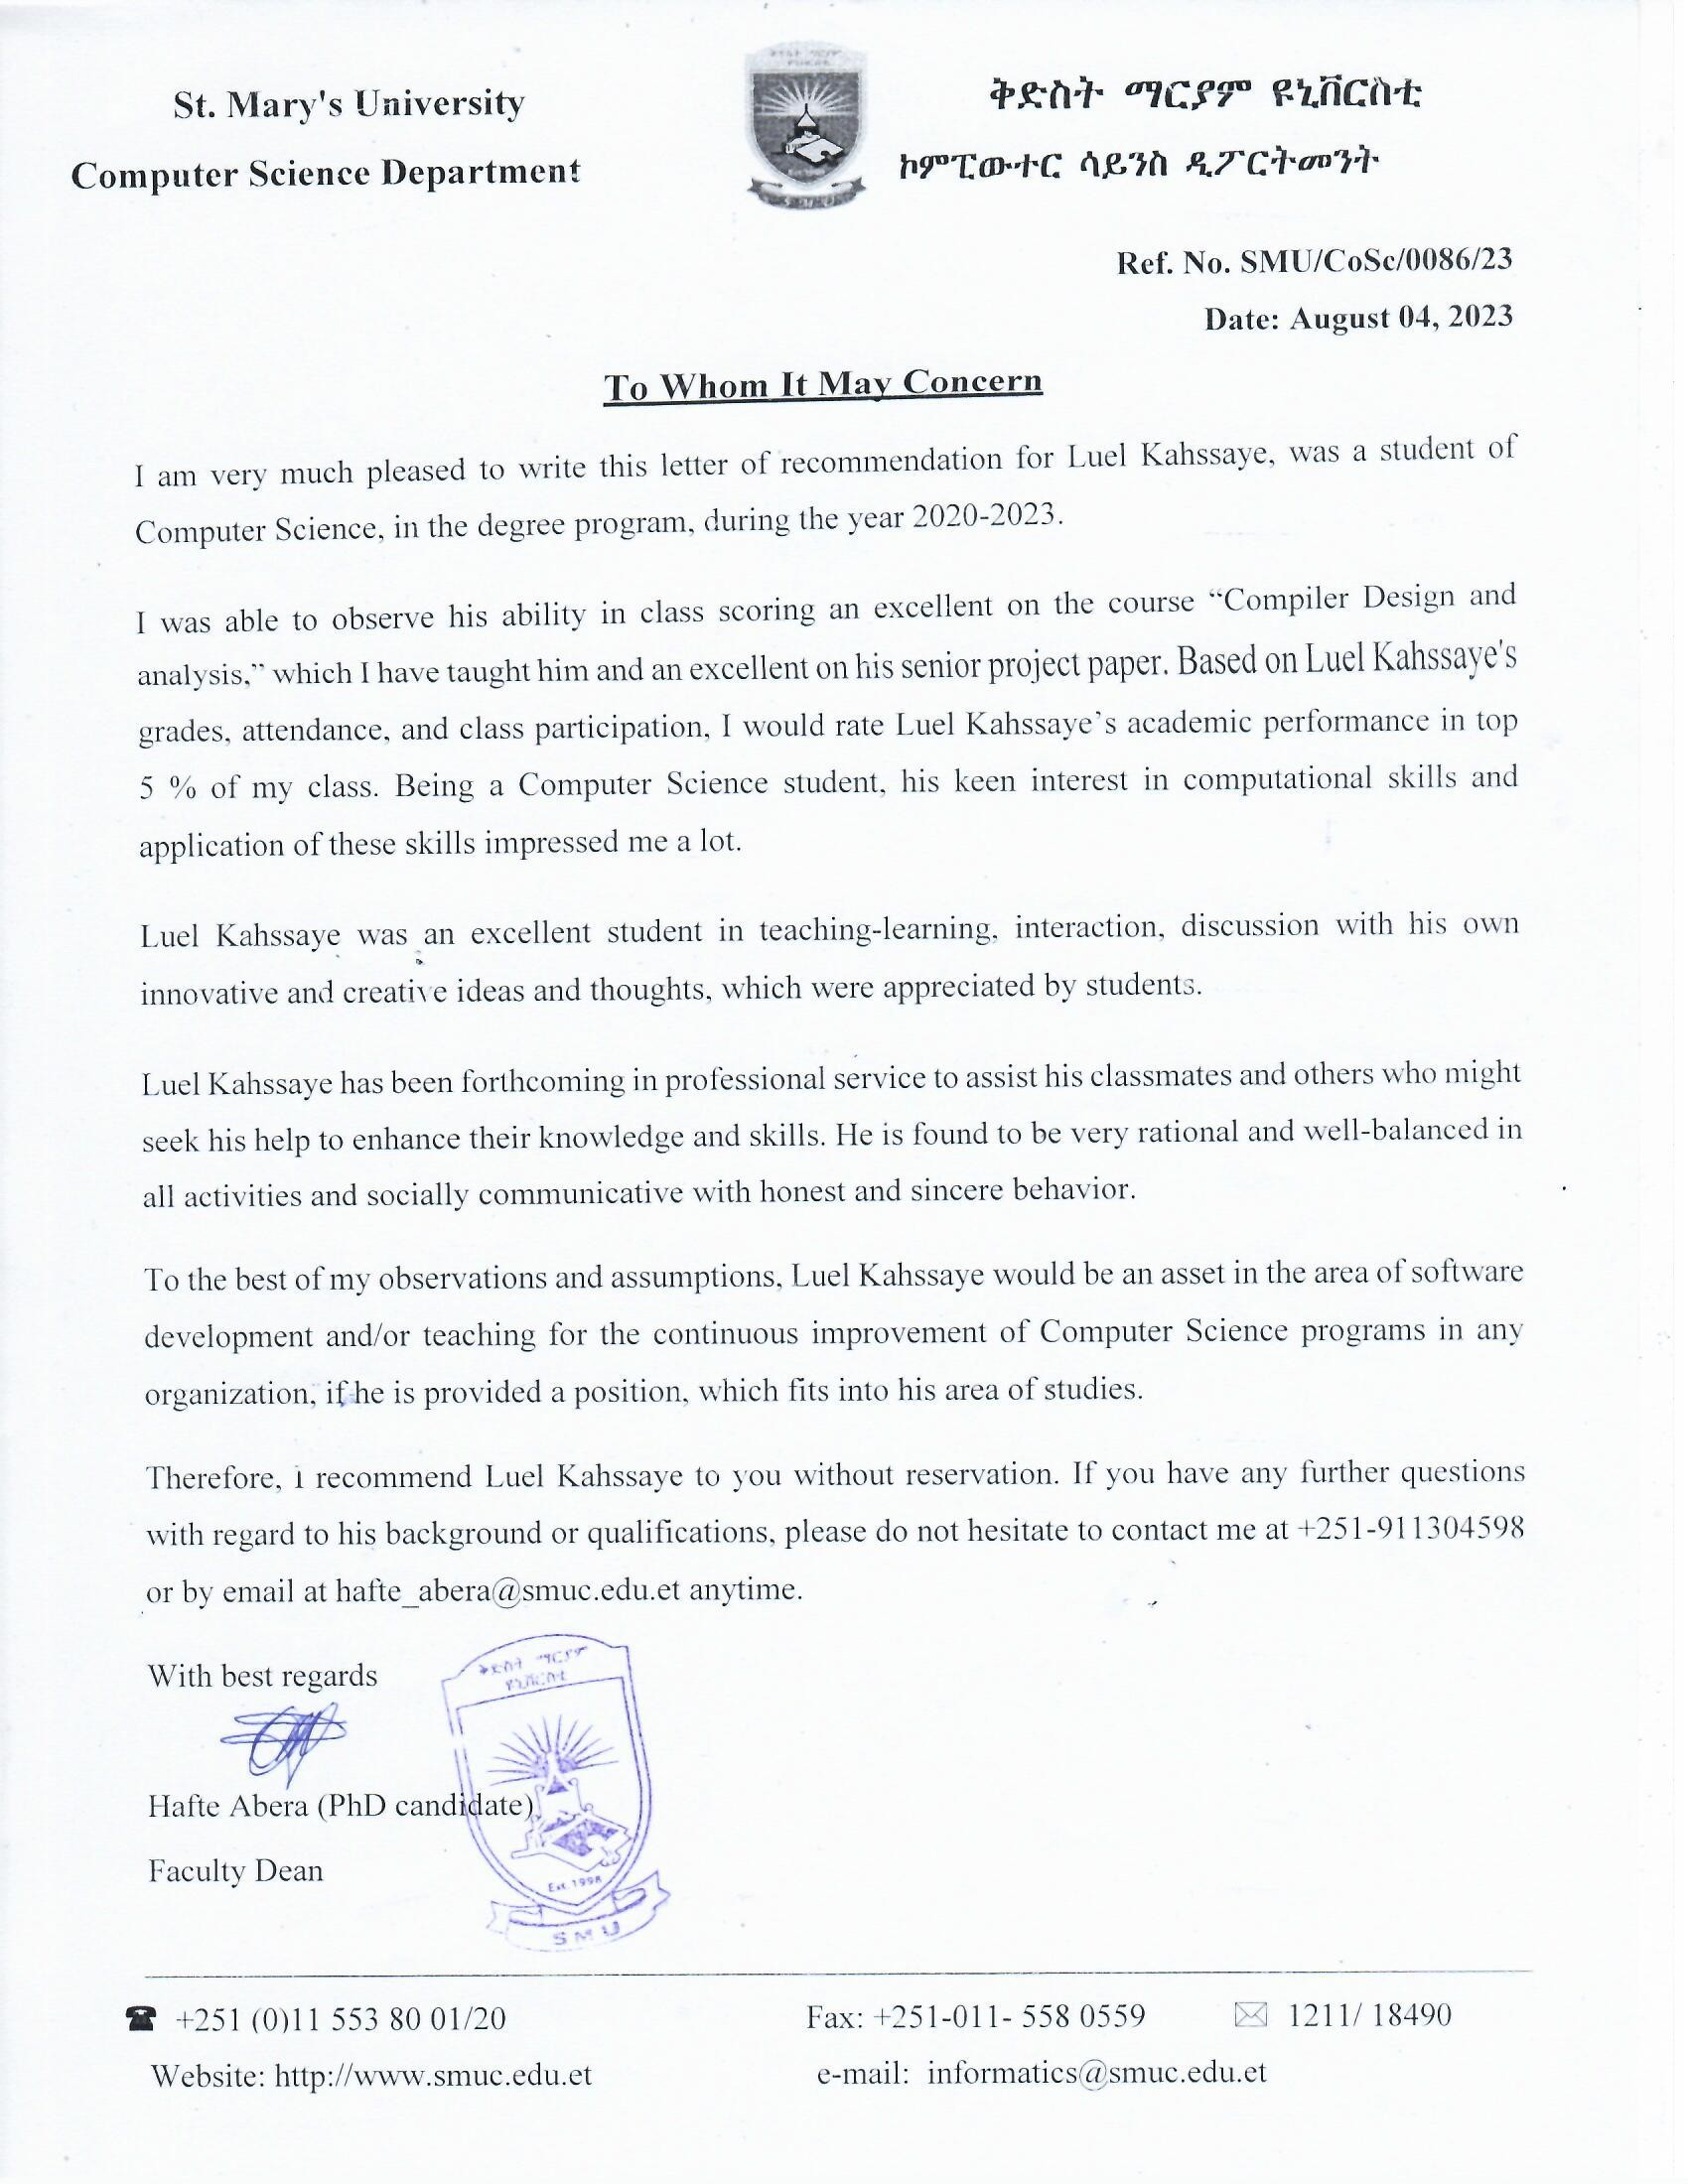 St. Mary's University
Computer Science Department
ቅድስት ማርያም ዩኒቨርስቲ
ኮምፒውተር ሳይንስ ዲፖርትመንት
S M U
Ref. No. SMU/CoSc/0086/23
Date: August 04, 2023
To Whom It May Concern
I am very much pleased to write this letter of recommendation for Luel Kahssaye, was a student of
Computer Science, in the degree program, during the year 2020-2023.
I was able to observe his ability in class scoring an excellent on the course “Compiler Design and
analysis,” which I have taught him and an excellent on his senior project paper. Based on Luel Kahssaye's
grades, attendance, and class participation, I would rate Luel Kahssaye’s academic performance in top
5 % of my class. Being a Computer Science student, his keen interest in computational skills and
application of these skills impressed me a lot.
Luel Kahssaye was an excellent student in teaching-learning, interaction, discussion with his own
innovative and creative ideas and thoughts, which were appreciated by students.
Luel Kahssaye has been forthcoming in professional service to assist his classmates and others who might
seek his help to enhance their knowledge and skills. He is found to be very rational and well-balanced in
all activities and socially communicative with honest and sincere behavior.
To the best of my observations and assumptions, Luel Kahssaye would be an asset in the area of software
development and/or teaching for the continuous improvement of Computer Science programs in any
organization, if he is provided a position, which fits into his area of studies.
Therefore, i recommend Luel Kahssaye to you without reservation. If you have any further questions
with regard to his background or qualifications, please do not hesitate to contact me at +251-911304598
or by email at hafte_abera@smuc.edu.et anytime.
With best regards
Hafte Abera (PhD candidate)
Faculty Dean
ቅድስት ማርያም
ዩኒቨርስቲ
Est. 1998
S M U
☎ +251 (0)11 553 80 01/20 Fax: +251-011- 558 0559 ✉ 1211/ 18490
Website: http://www.smuc.edu.et e-mail: informatics@smuc.edu.et